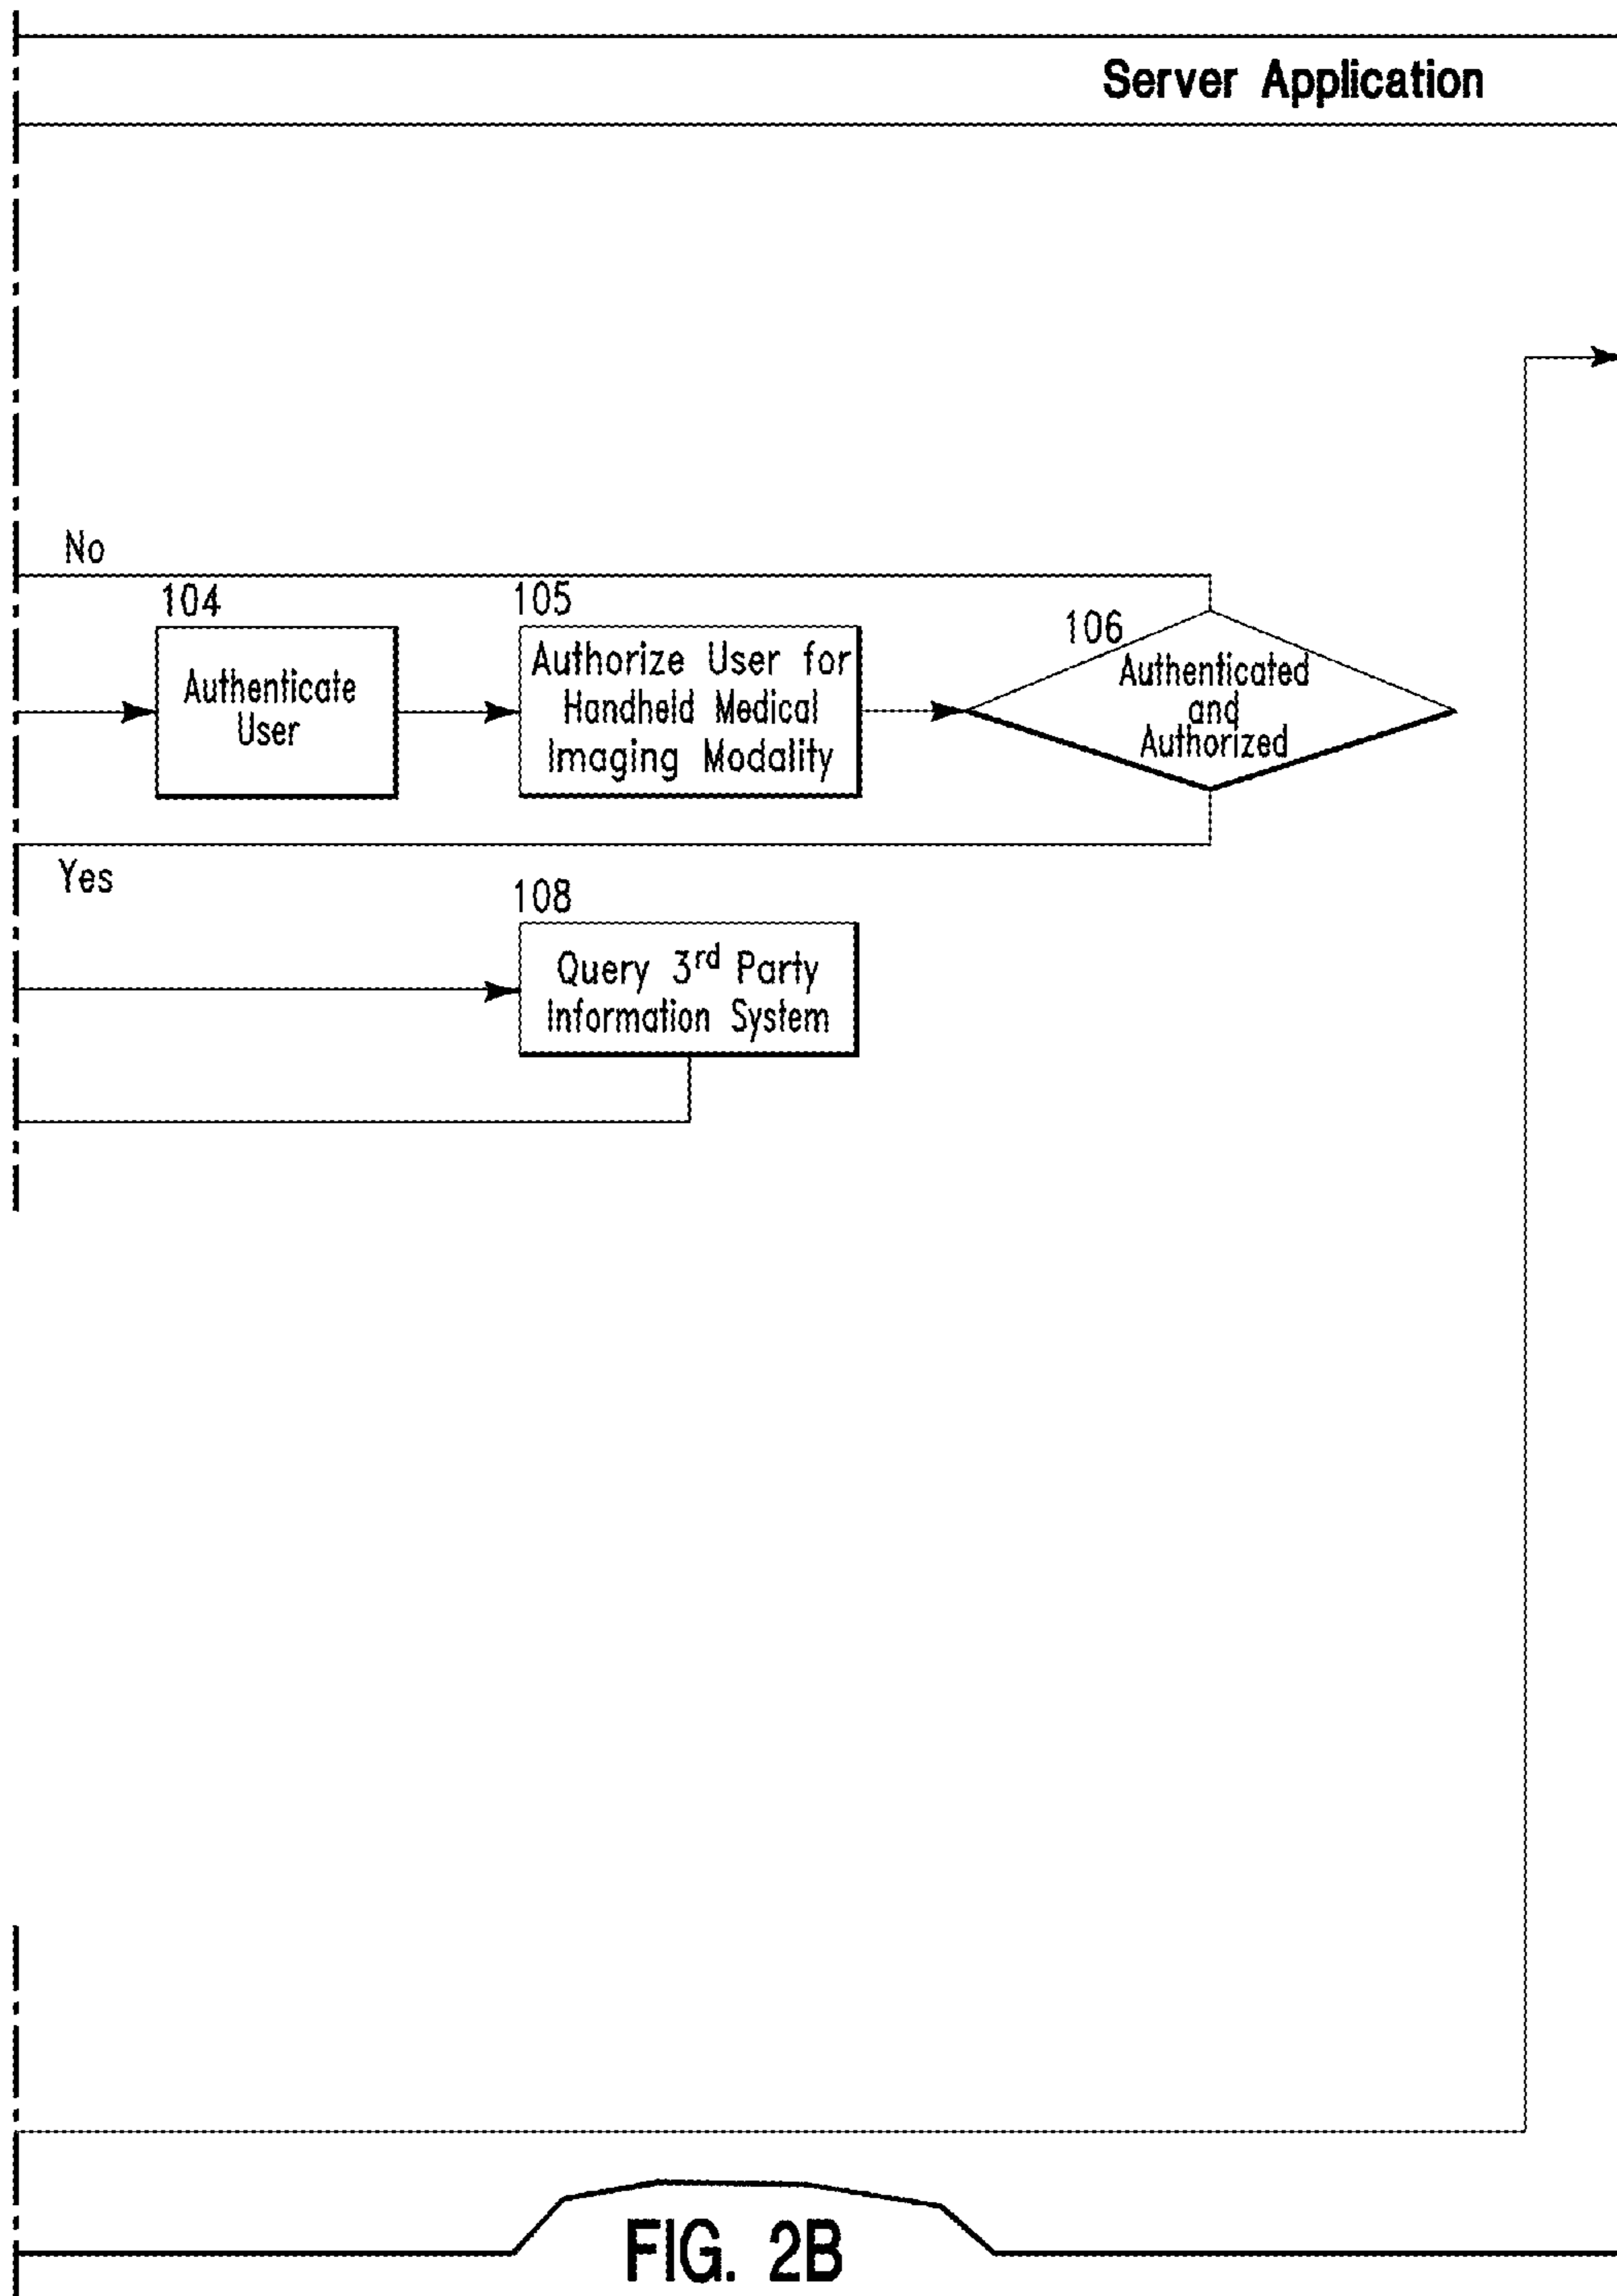 Server Application
No
104
Authenticate
User
105
Authorize User for
Handheld Medical
Imaging Modality
106
Authenticated
and
Authorized
Yes
108
Query 3rd Party
Information System
FIG. 2B